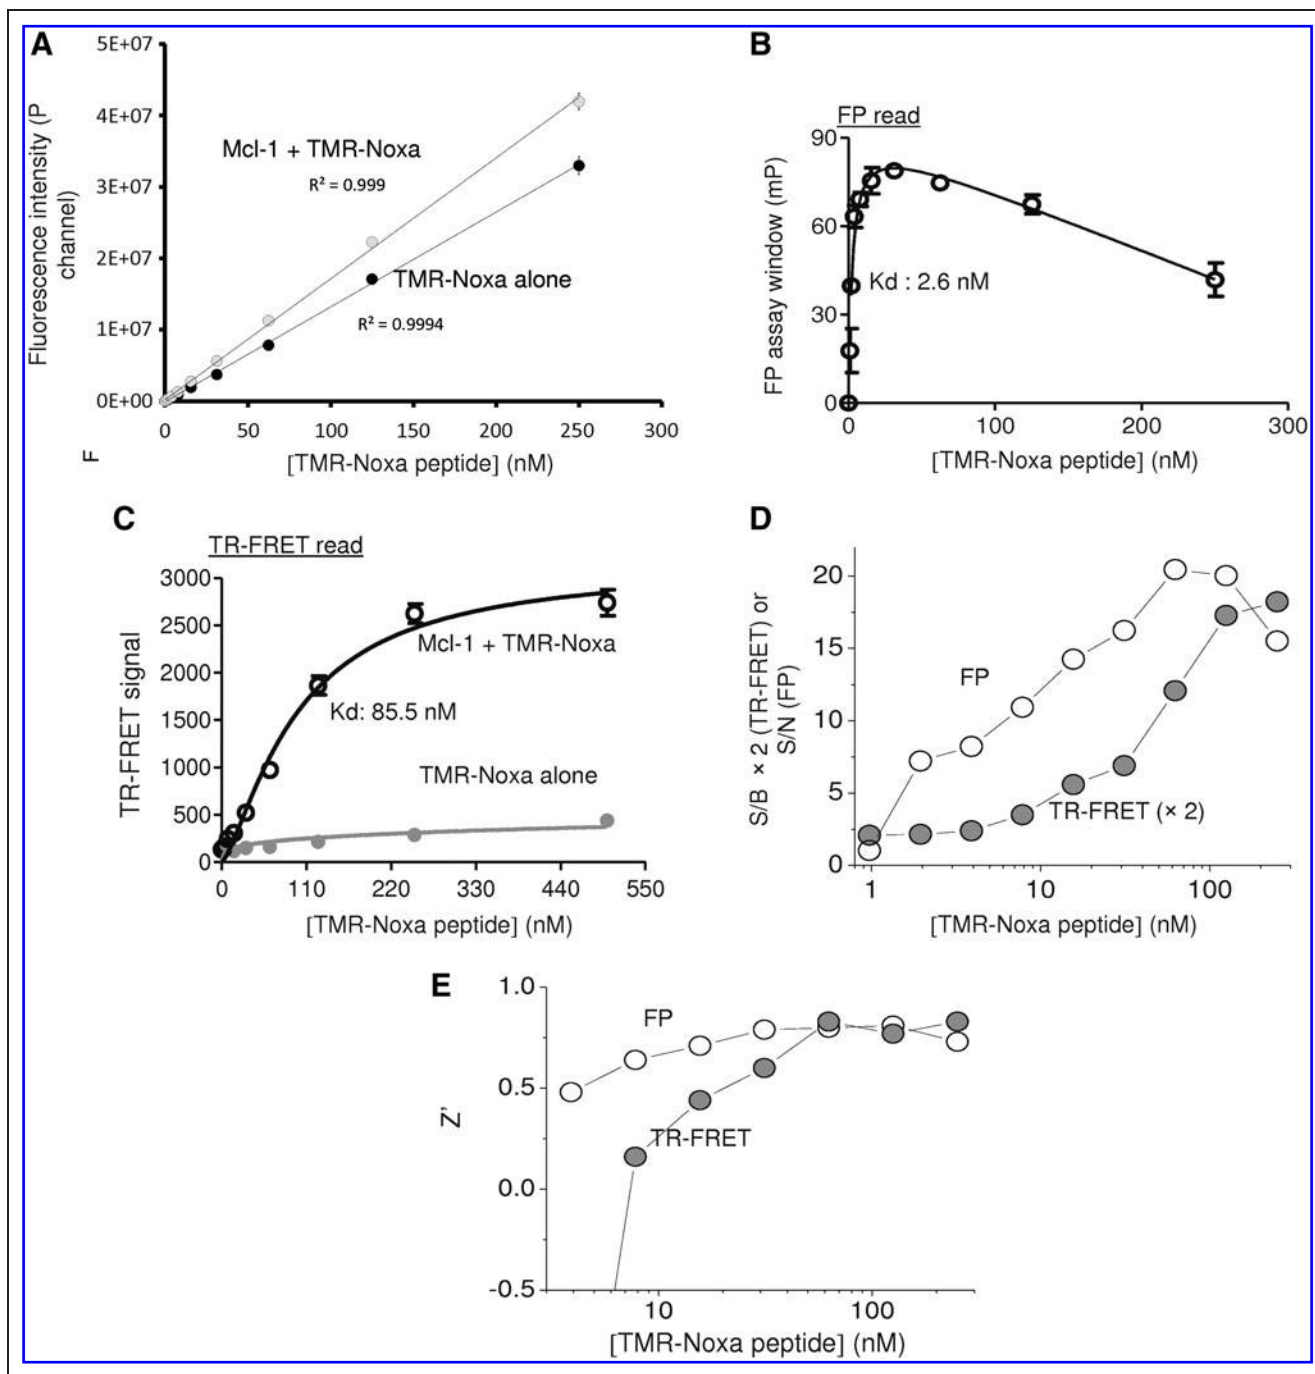 A
5E+07
4E+07
3E+07
2E+07
1E+07
0E+00
Fluorescence intensity (P
channel)
F
Mcl-1 + TMR-Noxa
R² = 0.999
TMR-Noxa alone
R² = 0.9994
0 50 100 150 200 250 300
[TMR-Noxa peptide] (nM)
B
FP read
90
60
30
0
FP assay window (mP)
Kd : 2.6 nM
0 100 200 300
[TMR-Noxa peptide] (nM)
C
TR-FRET read
3000
2500
2000
1500
1000
500
0
TR-FRET signal
Mcl-1 + TMR-Noxa
Kd: 85.5 nM
TMR-Noxa alone
0 110 220 330 440 550
[TMR-Noxa peptide] (nM)
D
20
15
10
5
0
S/B × 2 (TR-FRET) or
S/N (FP)
FP
TR-FRET (× 2)
1 10 100
[TMR-Noxa peptide] (nM)
E
1.0
0.5
0.0
-0.5
Z'
FP
TR-FRET
10 100
[TMR-Noxa peptide] (nM)